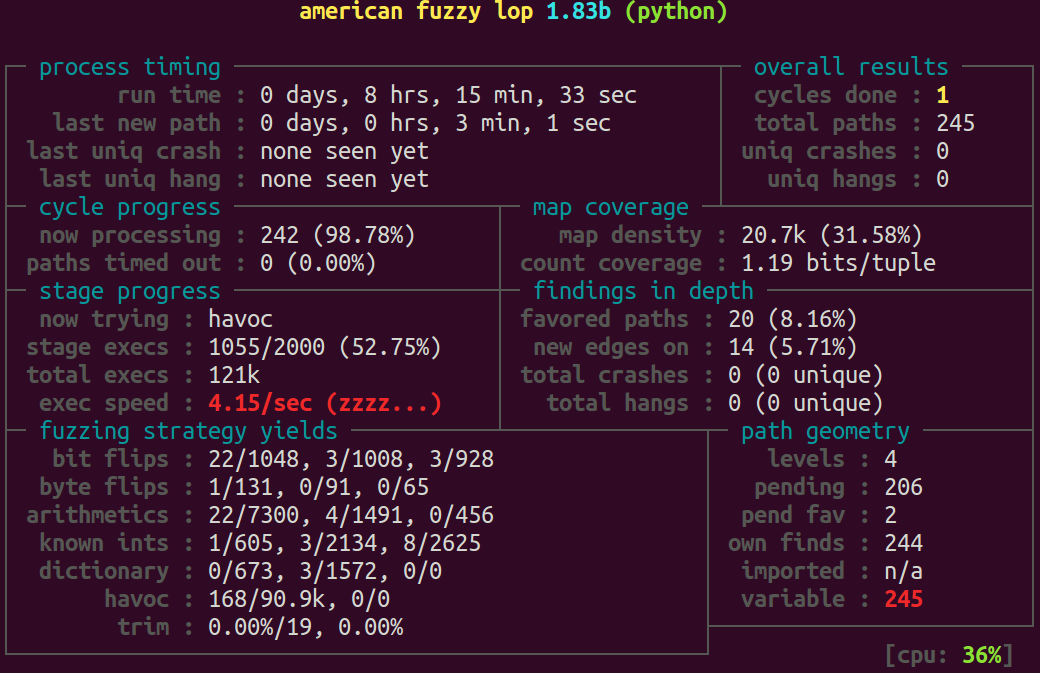 american fuzzy lop 1.83b (python)
process timing overall results
run time : 0 days, 8 hrs, 15 min, 33 sec cycles done : 1
last new path : 0 days, 0 hrs, 3 min, 1 sec total paths : 245
last uniq crash : none seen yet uniq crashes : 0
last uniq hang : none seen yet uniq hangs : 0
cycle progress map coverage
now processing : 242 (98.78%) map density : 20.7k (31.58%)
paths timed out : 0 (0.00%) count coverage : 1.19 bits/tuple
stage progress findings in depth
now trying : havoc favored paths : 20 (8.16%)
stage execs : 1055/2000 (52.75%) new edges on : 14 (5.71%)
total execs : 121k total crashes : 0 (0 unique)
exec speed : 4.15/sec (zzzz...) total hangs : 0 (0 unique)
fuzzing strategy yields path geometry
bit flips : 22/1048, 3/1008, 3/928 levels : 4
byte flips : 1/131, 0/91, 0/65 pending : 206
arithmetics : 22/7300, 4/1491, 0/456 pend fav : 2
known ints : 1/605, 3/2134, 8/2625 own finds : 244
dictionary : 0/673, 3/1572, 0/0 imported : n/a
havoc : 168/90.9k, 0/0 variable : 245
trim : 0.00%/19, 0.00%
[cpu: 36%]